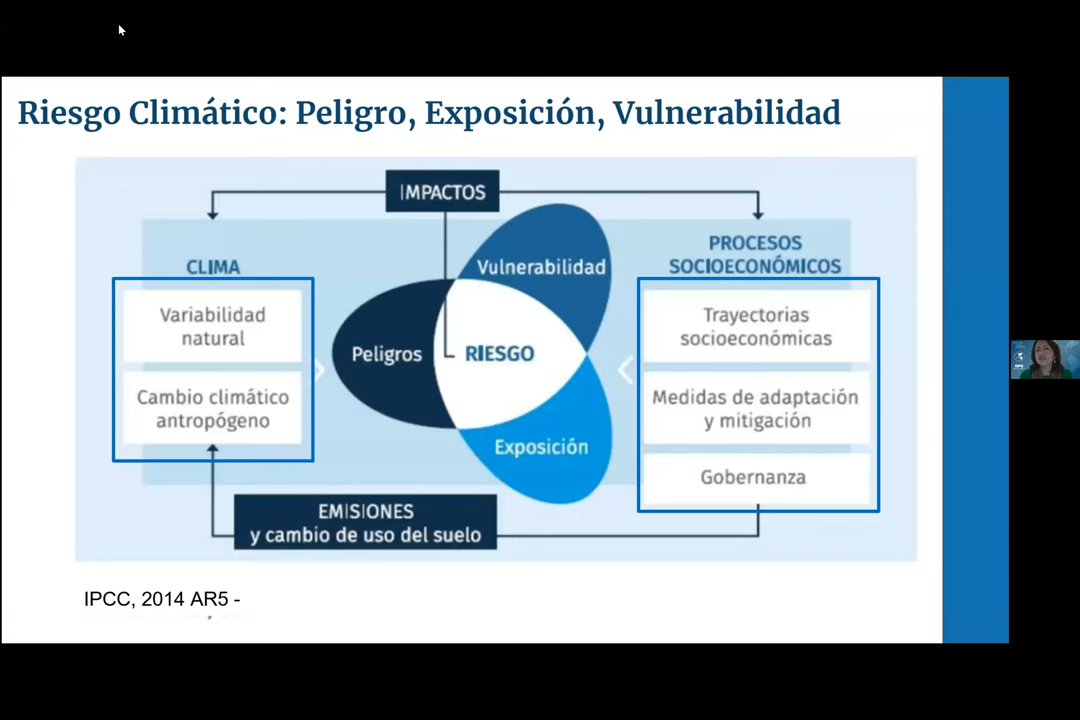 Riesgo Climático: Peligro, Exposición, Vulnerabilidad
IMPACTOS
CLIMA
Variabilidad
natural
Cambio climático
antropógeno
Peligros
Vulnerabilidad
RIESGO
Exposición
PROCESOS
SOCIOECONÓMICOS
Trayectorias
socioeconómicas
Medidas de adaptación
y mitigación
Gobernanza
EMISIONES
y cambio de uso del suelo
IPCC, 2014 AR5 -